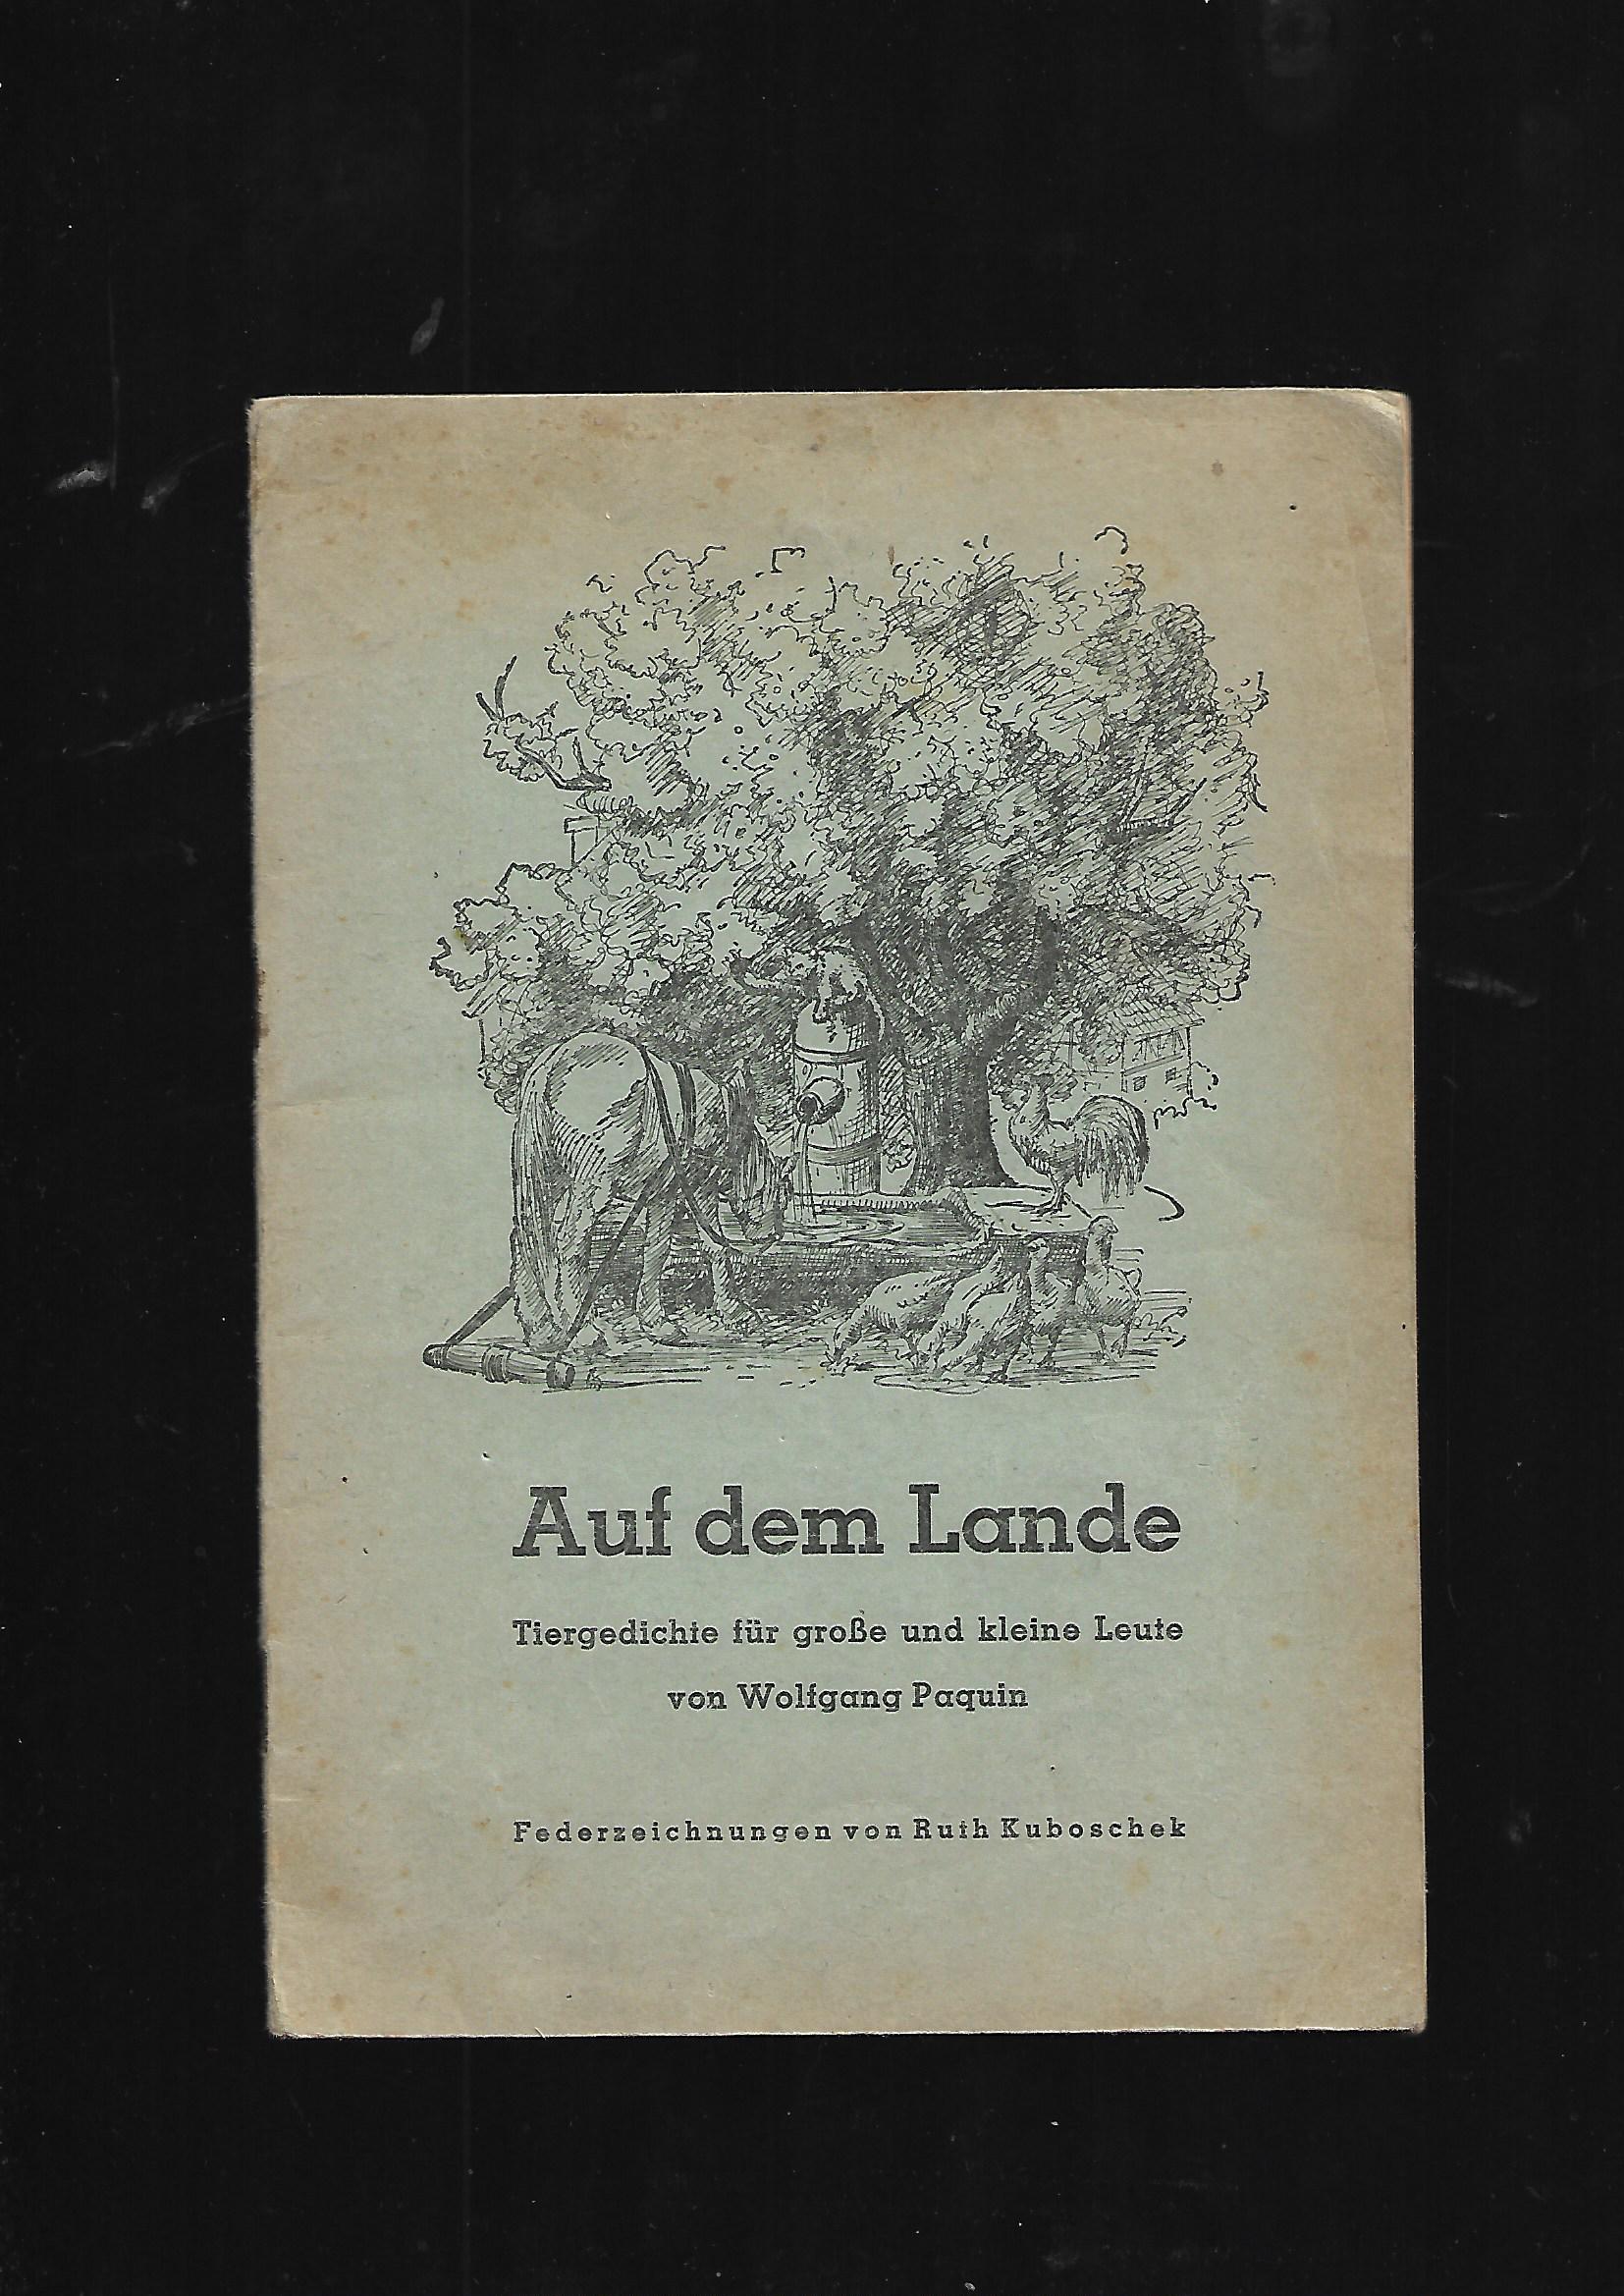 Auf dem Lande
Tiergedichte für große und kleine Leute
von Wolfgang Paquin
Federzeichnungen von Ruth Kuboschek